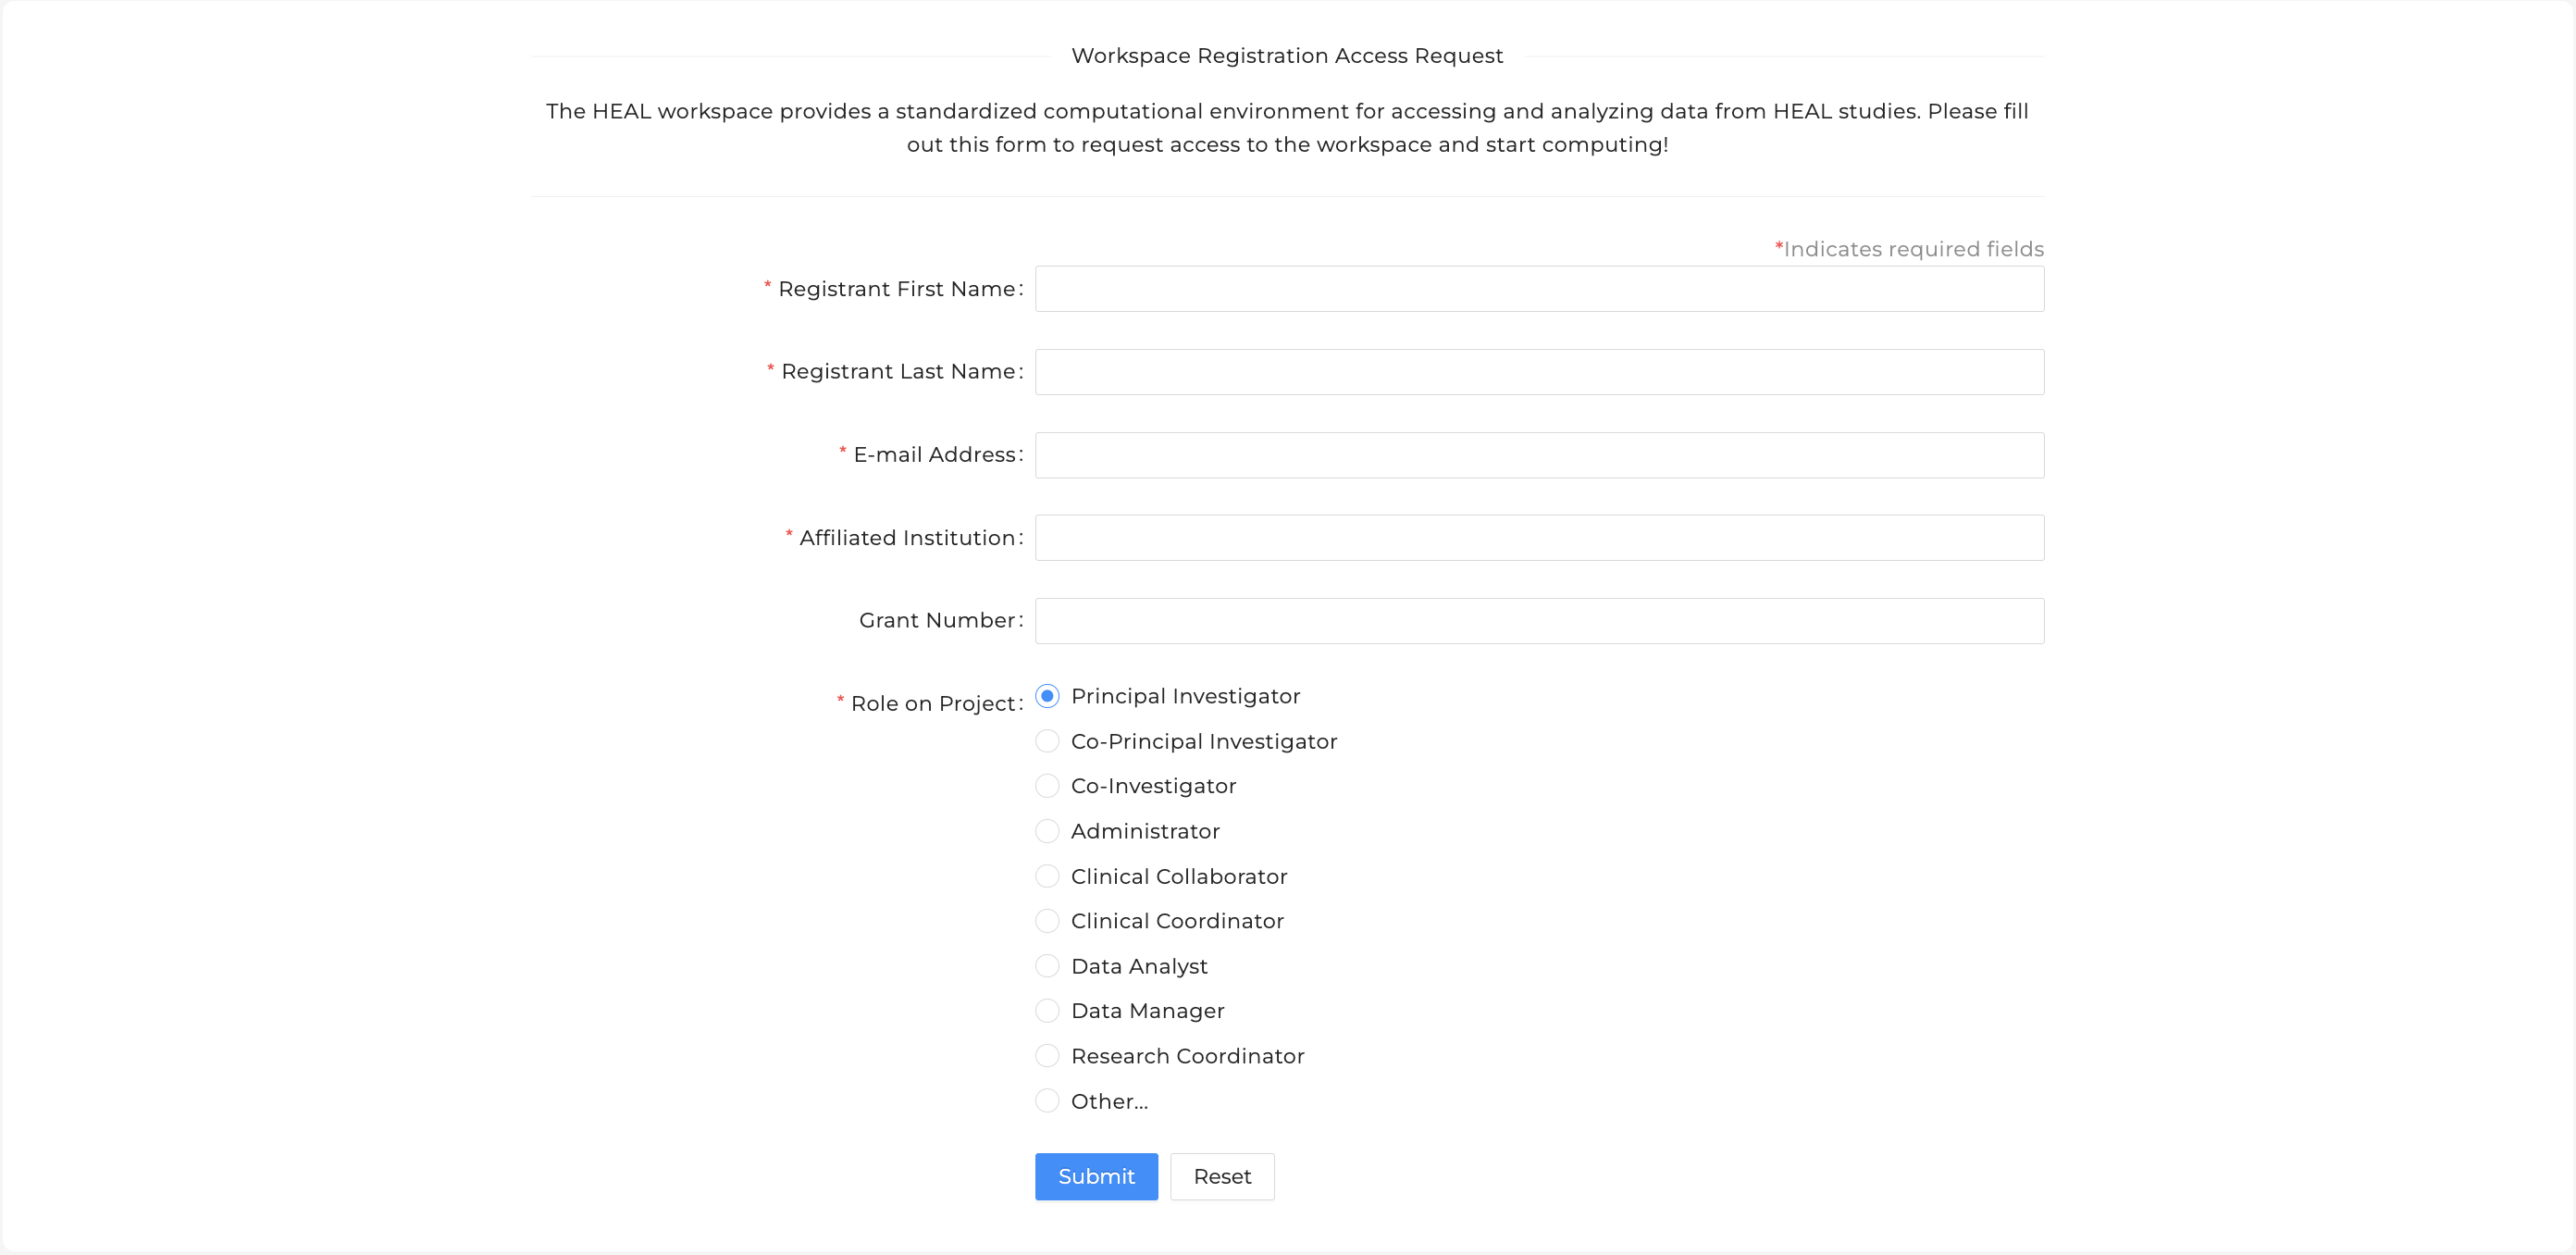 Workspace Registration Access Request
The HEAL workspace provides a standardized computational environment for accessing and analyzing data from HEAL studies. Please fill
out this form to request access to the workspace and start computing!
*Indicates required fields
* Registrant First Name:
* Registrant Last Name:
* E-mail Address:
* Affiliated Institution:
Grant Number:
* Role on Project:
Principal Investigator
Co-Principal Investigator
Co-Investigator
Administrator
Clinical Collaborator
Clinical Coordinator
Data Analyst
Data Manager
Research Coordinator
Other...
Submit Reset